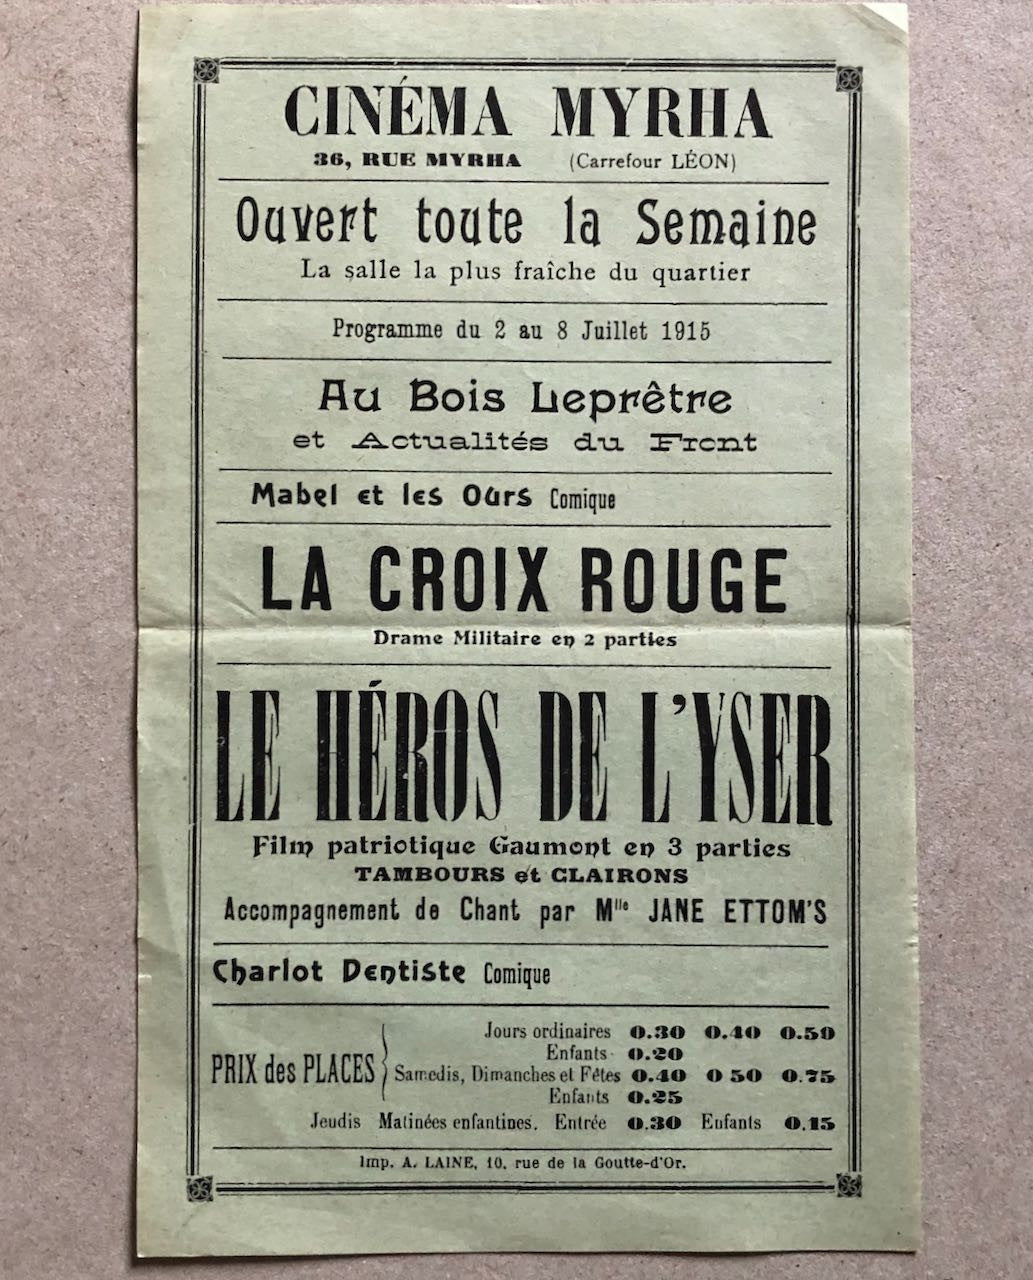 CINÉMA MYRHA
36, RUE MYRHA (Carrefour LÉON)
Ouvert toute la Semaine
La salle la plus fraîche du quartier
Programme du 2 au 8 Juillet 1915
Au Bois Leprêtre
et Actualités du Front
Mabel et les Ours Comique
LA CROIX ROUGE
Drame Militaire en 2 parties
LE HÉROS DE L'YSER
Film patriotique Gaumont en 3 parties
TAMBOURS et CLAIRONS
Accompagnement de Chant par Mlle JANE ETTOM'S
Charlot Dentiste Comique
PRIX des PLACES
Jours ordinaires 0.30 0.40 0.50
Enfants 0.20
Samedis, Dimanches et Fêtes 0.40 0 50 0.75
Enfants 0.25
Jeudis Matinées enfantines. Entrée 0.30 Enfants 0.15
Imp. A. LAINE, 10, rue de la Goutte-d'Or.